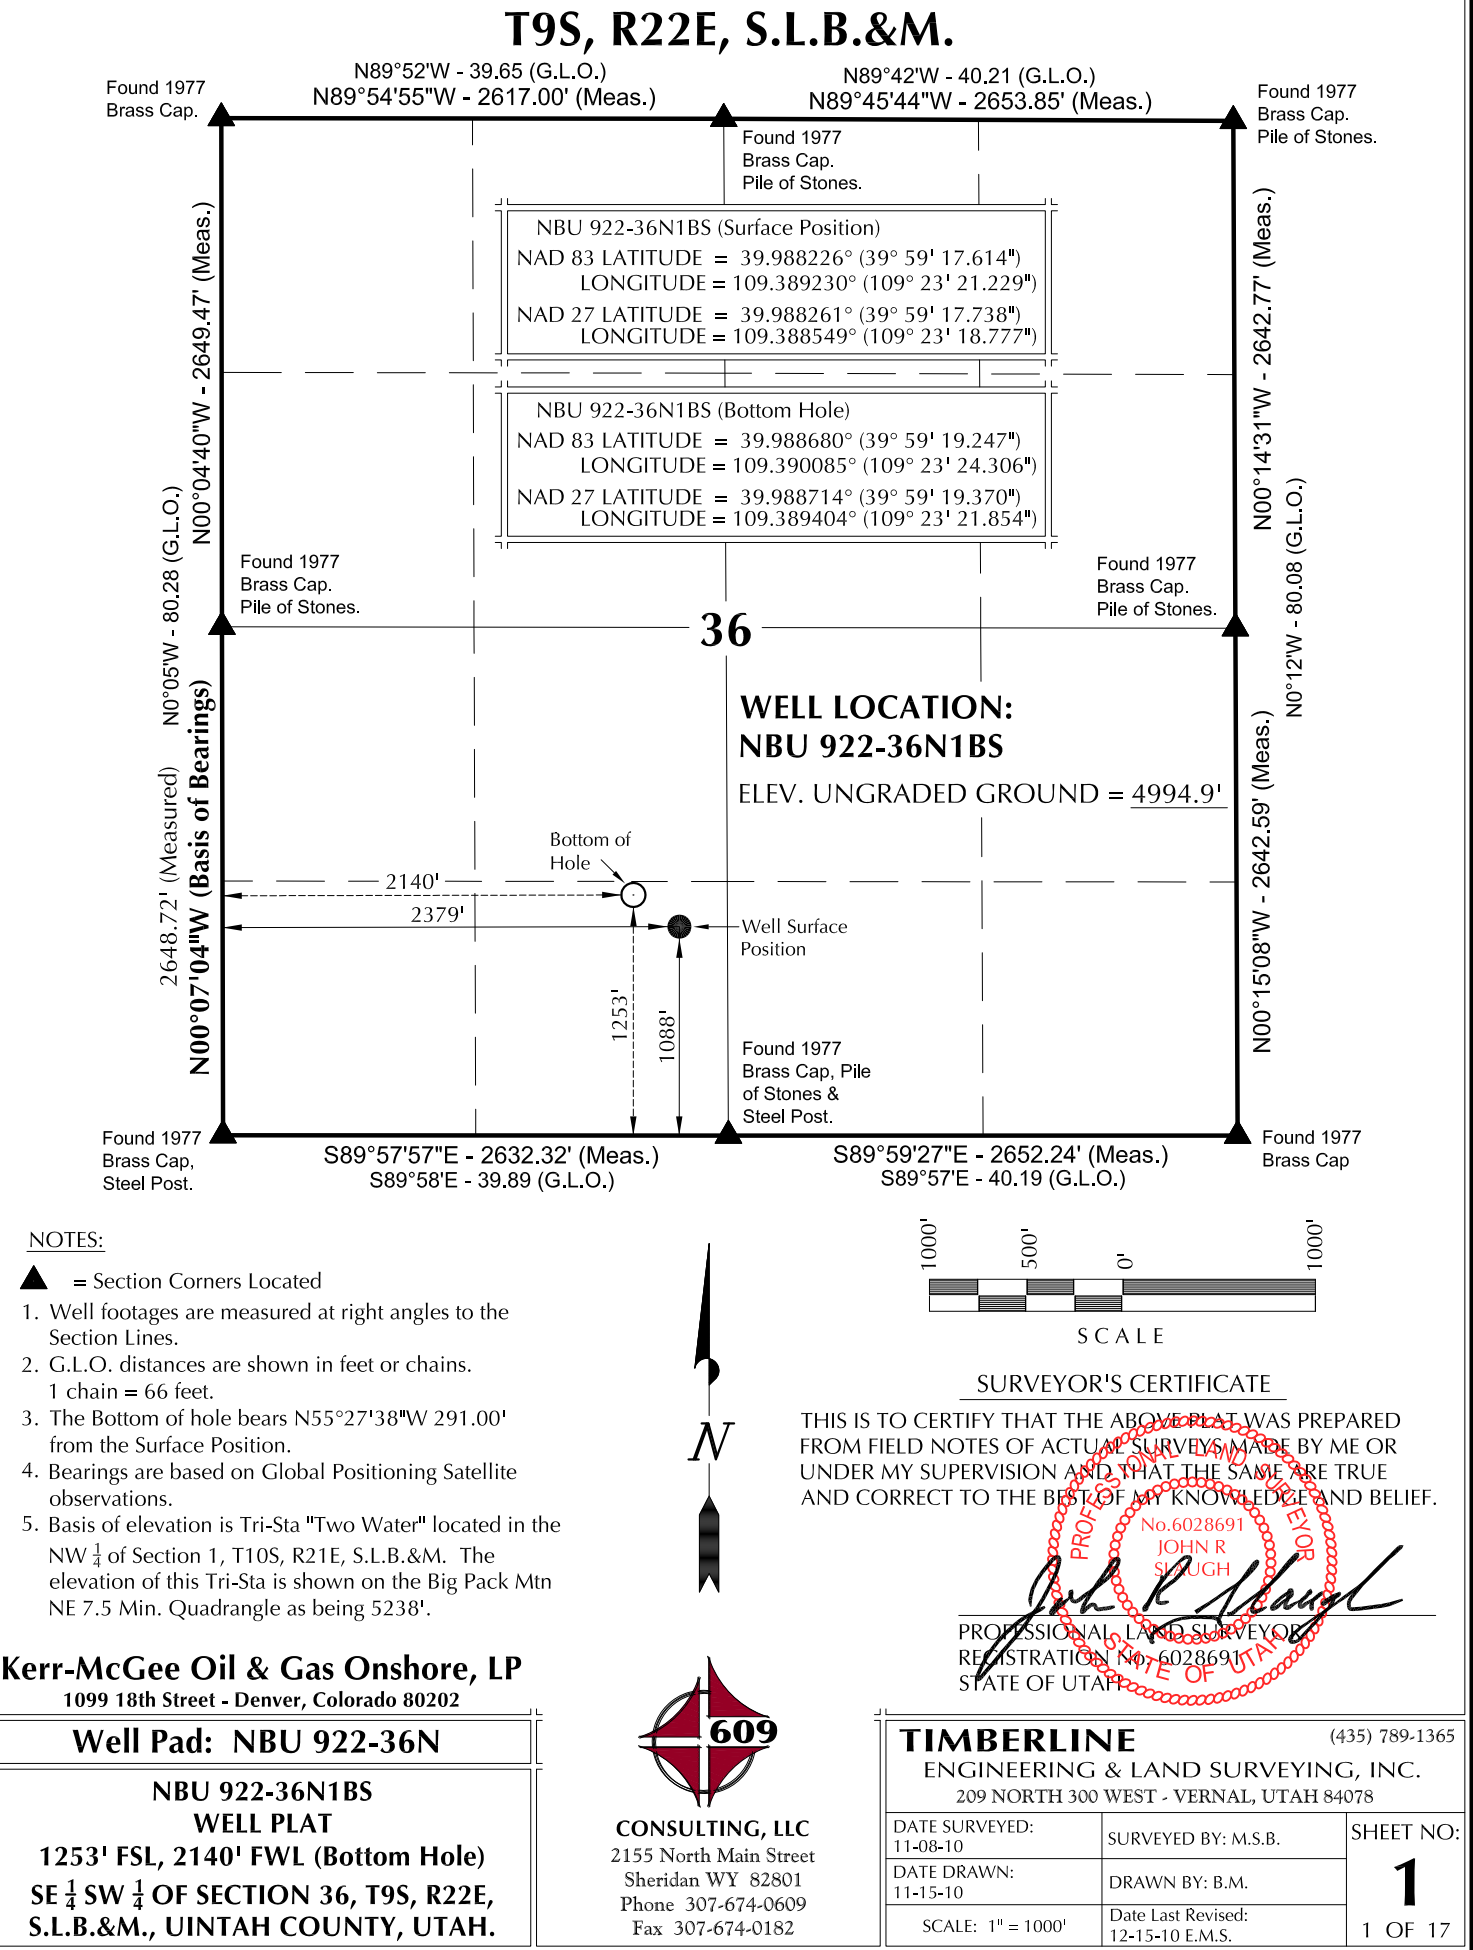 T9S, R22E, S.L.B.&M.
N89°52'W - 39.65 (G.L.O.)
N89°54'55"W - 2617.00' (Meas.)
N89°42'W - 40.21 (G.L.O.)
N89°45'44"W - 2653.85' (Meas.)
Found 1977
Brass Cap.
Found 1977
Brass Cap.
Pile of Stones.
Found 1977
Brass Cap.
Pile of Stones.
NBU 922-36N1BS (Surface Position)
NAD 83 LATITUDE = 39.988226° (39° 59' 17.614")
LONGITUDE = 109.389230° (109° 23' 21.229")
NAD 27 LATITUDE = 39.988261° (39° 59' 17.738")
LONGITUDE = 109.388549° (109° 23' 18.777")
NBU 922-36N1BS (Bottom Hole)
NAD 83 LATITUDE = 39.988680° (39° 59' 19.247")
LONGITUDE = 109.390085° (109° 23' 24.306")
NAD 27 LATITUDE = 39.988714° (39° 59' 19.370")
LONGITUDE = 109.389404° (109° 23' 21.854")
N00°04'40"W - 2649.47' (Meas.)
N0°05'W - 80.28 (G.L.O.)
N00°14'31"W - 2642.77' (Meas.)
N0°12'W - 80.08 (G.L.O.)
Found 1977
Brass Cap.
Pile of Stones.
Found 1977
Brass Cap.
Pile of Stones.
36
WELL LOCATION:
NBU 922-36N1BS
ELEV. UNGRADED GROUND = 4994.9'
2648.72' (Measured)
N00°07'04"W (Basis of Bearings)
N00°15'08"W - 2642.59' (Meas.)
Bottom of
Hole
2140'
2379'
Well Surface
Position
1253'
1088'
Found 1977
Brass Cap, Pile
of Stones &
Steel Post.
Found 1977
Brass Cap,
Steel Post.
Found 1977
Brass Cap
S89°57'57"E - 2632.32' (Meas.)
S89°58'E - 39.89 (G.L.O.)
S89°59'27"E - 2652.24' (Meas.)
S89°57'E - 40.19 (G.L.O.)
NOTES:
= Section Corners Located
1. Well footages are measured at right angles to the
Section Lines.
2. G.L.O. distances are shown in feet or chains.
1 chain = 66 feet.
3. The Bottom of hole bears N55°27'38"W 291.00'
from the Surface Position.
4. Bearings are based on Global Positioning Satellite
observations.
5. Basis of elevation is Tri-Sta "Two Water" located in the
NW 1/4 of Section 1, T10S, R21E, S.L.B.&M. The
elevation of this Tri-Sta is shown on the Big Pack Mtn
NE 7.5 Min. Quadrangle as being 5238'.
N
1000' 500' 0' 1000'
SCALE
SURVEYOR'S CERTIFICATE
THIS IS TO CERTIFY THAT THE ABOVE PLAT WAS PREPARED
FROM FIELD NOTES OF ACTUAL SURVEYS MADE BY ME OR
UNDER MY SUPERVISION AND THAT THE SAME ARE TRUE
AND CORRECT TO THE BEST OF MY KNOWLEDGE AND BELIEF.
PROFESSIONAL LAND SURVEYOR
No.6028691
JOHN R
SLAUGH
STATE OF UTAH
John R Slaugh
PROFESSIONAL LAND SURVEYOR
REGISTRATION No. 6028691
STATE OF UTAH
Kerr-McGee Oil & Gas Onshore, LP
1099 18th Street - Denver, Colorado 80202
Well Pad: NBU 922-36N
NBU 922-36N1BS
WELL PLAT
1253' FSL, 2140' FWL (Bottom Hole)
SE 1/4 SW 1/4 OF SECTION 36, T9S, R22E,
S.L.B.&M., UINTAH COUNTY, UTAH.
609
CONSULTING, LLC
2155 North Main Street
Sheridan WY 82801
Phone 307-674-0609
Fax 307-674-0182
TIMBERLINE
(435) 789-1365
ENGINEERING & LAND SURVEYING, INC.
209 NORTH 300 WEST - VERNAL, UTAH 84078
DATE SURVEYED:
11-08-10
SURVEYED BY: M.S.B.
DATE DRAWN:
11-15-10
DRAWN BY: B.M.
SCALE: 1" = 1000'
Date Last Revised:
12-15-10 E.M.S.
SHEET NO:
1
1 OF 17